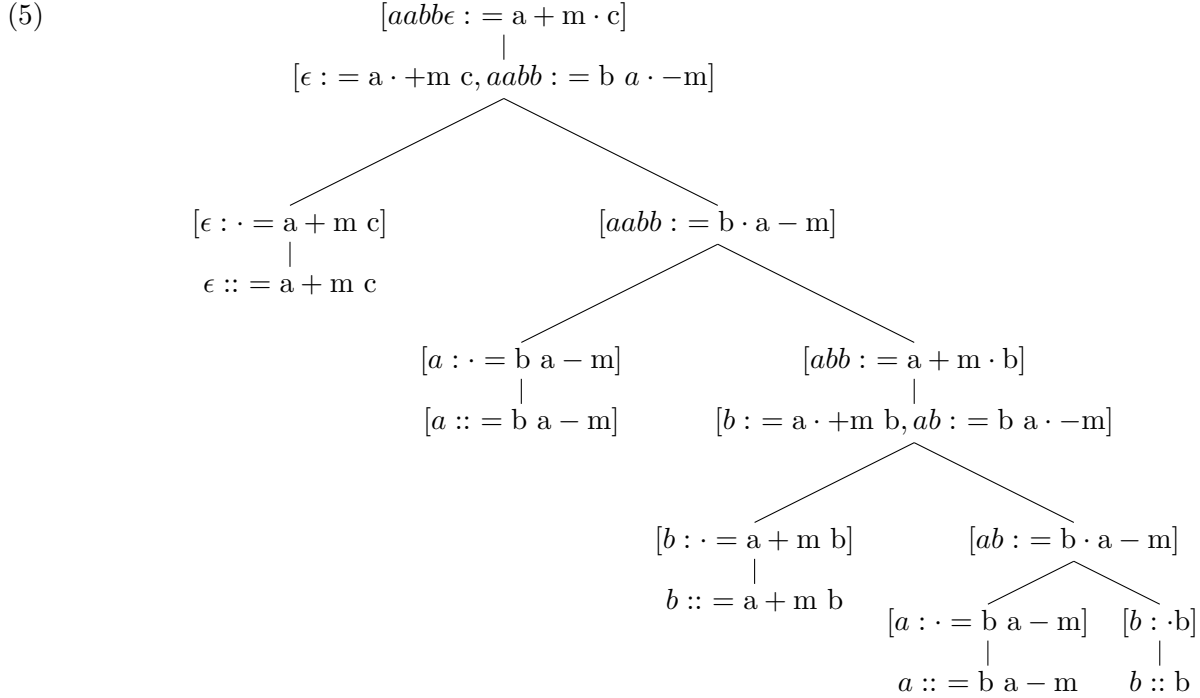 (5) [aabbϵ : = a + m · c]
[ϵ : = a · +m c, aabb : = b a · −m]
[ϵ : · = a + m c] [aabb : = b · a − m]
ϵ :: = a + m c
[a : · = b a − m] [abb : = a + m · b]
[a :: = b a − m] [b : = a · +m b, ab : = b a · −m]
[b : · = a + m b] [ab : = b · a − m]
b :: = a + m b
[a : · = b a − m] [b : ·b]
a :: = b a − m b :: b